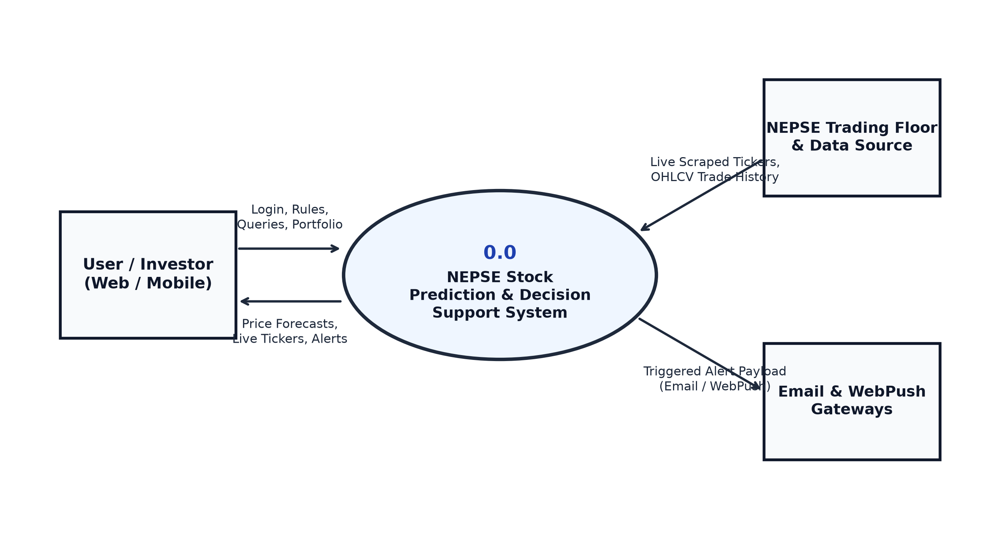 NEPSE Trading Floor
& Data Source
Live Scraped Tickers,
OHLCV Trade History
Login, Rules,
Queries, Portfolio
User / Investor
(Web / Mobile)
0.0
NEPSE Stock
Prediction & Decision
Support System
Price Forecasts,
Live Tickers, Alerts
Triggered Alert Payload
(Email / WebPush)
Email & WebPush
Gateways